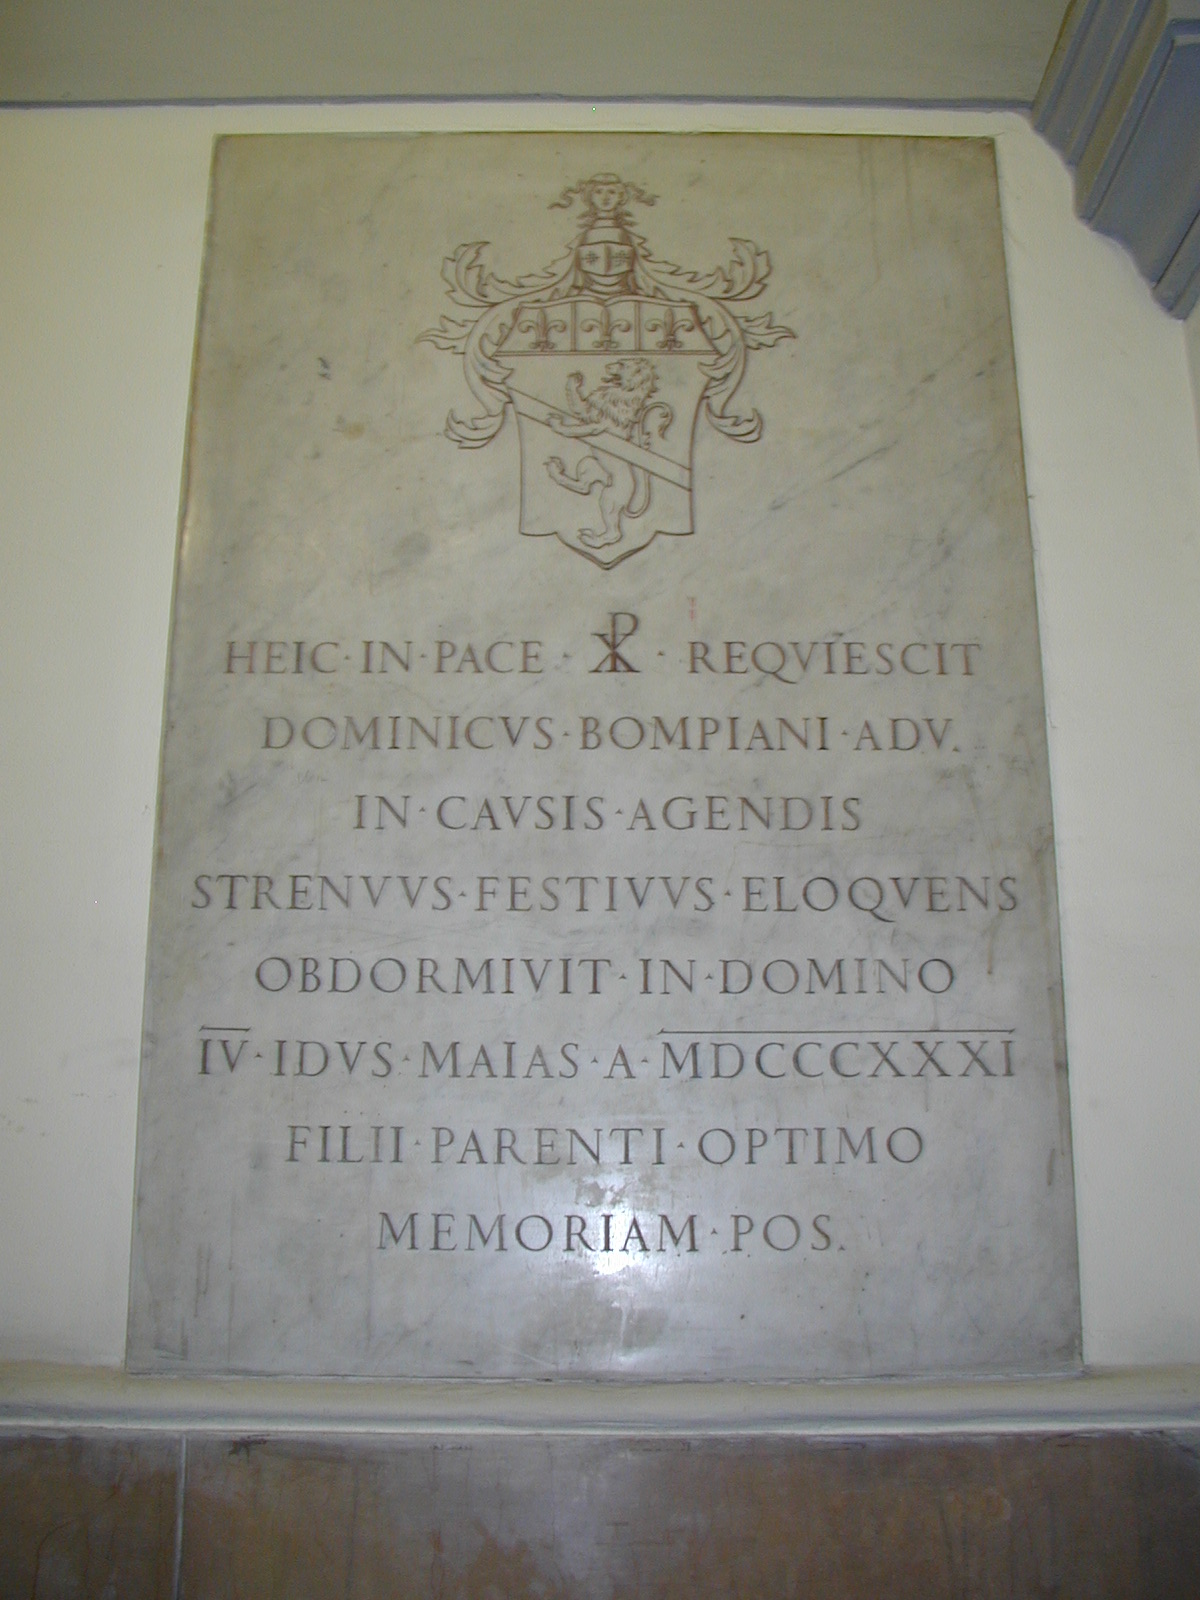 HEIC · IN · PACE · ☧ · REQVIESCIT
DOMINICVS · BOMPIANI · ADV.
IN · CAVSIS · AGENDIS
STRENVVS · FESTIVVS · ELOQVENS
OBDORMIVIT · IN · DOMINO
IV · IDVS · MAIAS · A · MDCCCXXXI
FILII · PARENTI · OPTIMO
MEMORIAM · POS.